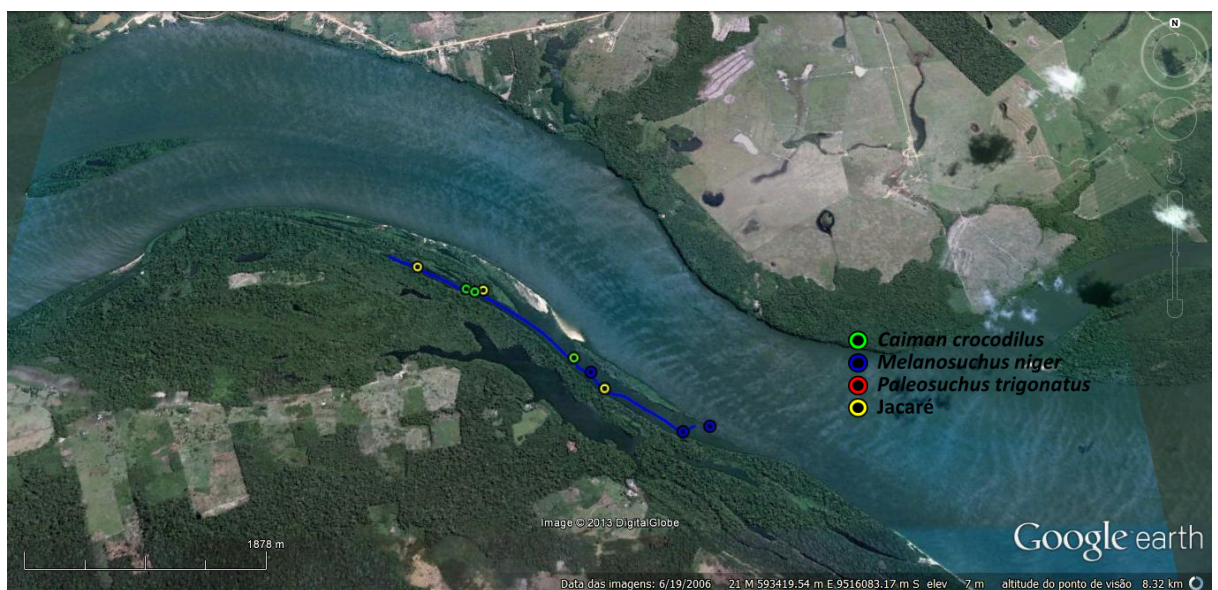 N
Caiman crocodilus
Melanosuchus niger
Paleosuchus trigonatus
Jacaré
Image © 2013 DigitalGlobe
Google earth
1878 m
Data das imagens: 6/19/2006 21 M 593419.54 m E 9516083.17 m S elev 7 m altitude do ponto de visão 8.32 km